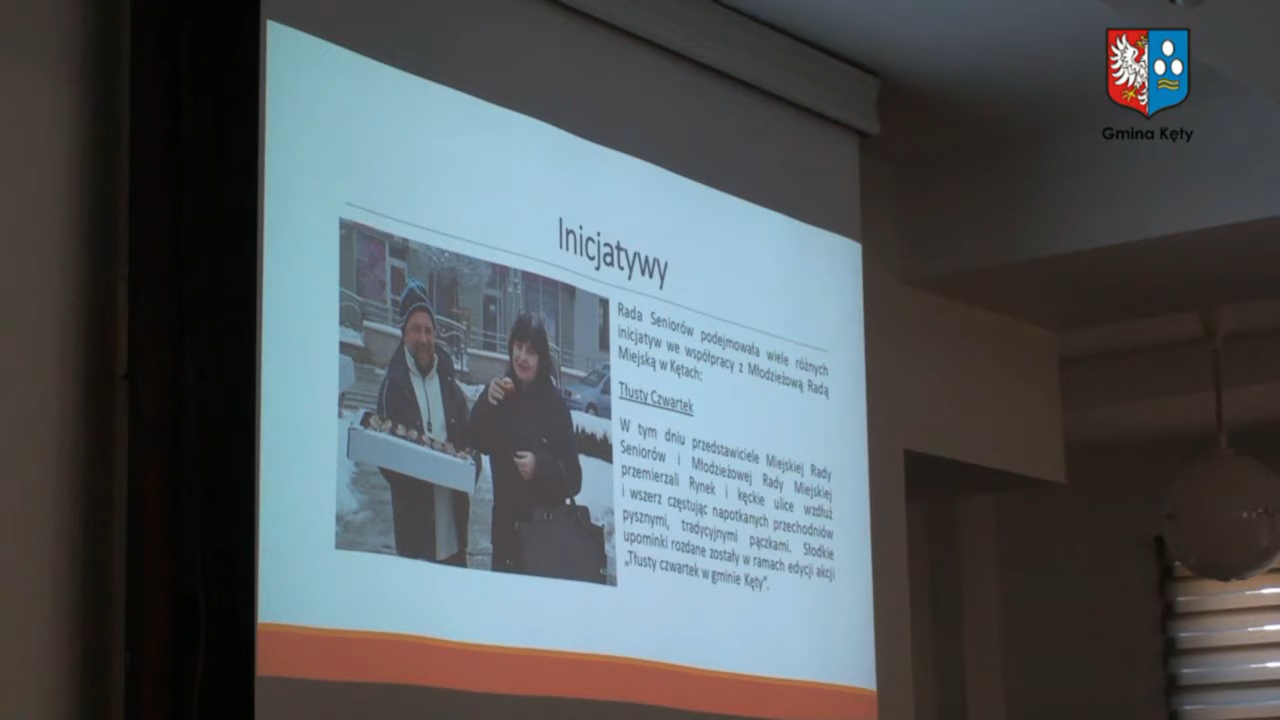 Gmina Kęty
Inicjatywy
Rada Seniorów podejmowała wiele różnych
inicjatyw we współpracy z Młodzieżową Radą
Miejską w Kętach:
Tłusty Czwartek
W tym dniu przedstawiciele Miejskiej Rady
Seniorów i Młodzieżowej Rady Miejskiej
przemierzali Rynek i kęckie ulice wzdłuż
i wszerz częstując napotkanych przechodniów
pysznymi, tradycyjnymi pączkami. Słodkie
upominki rozdane zostały w ramach edycji akcji
„Tłusty czwartek w gminie Kęty”.